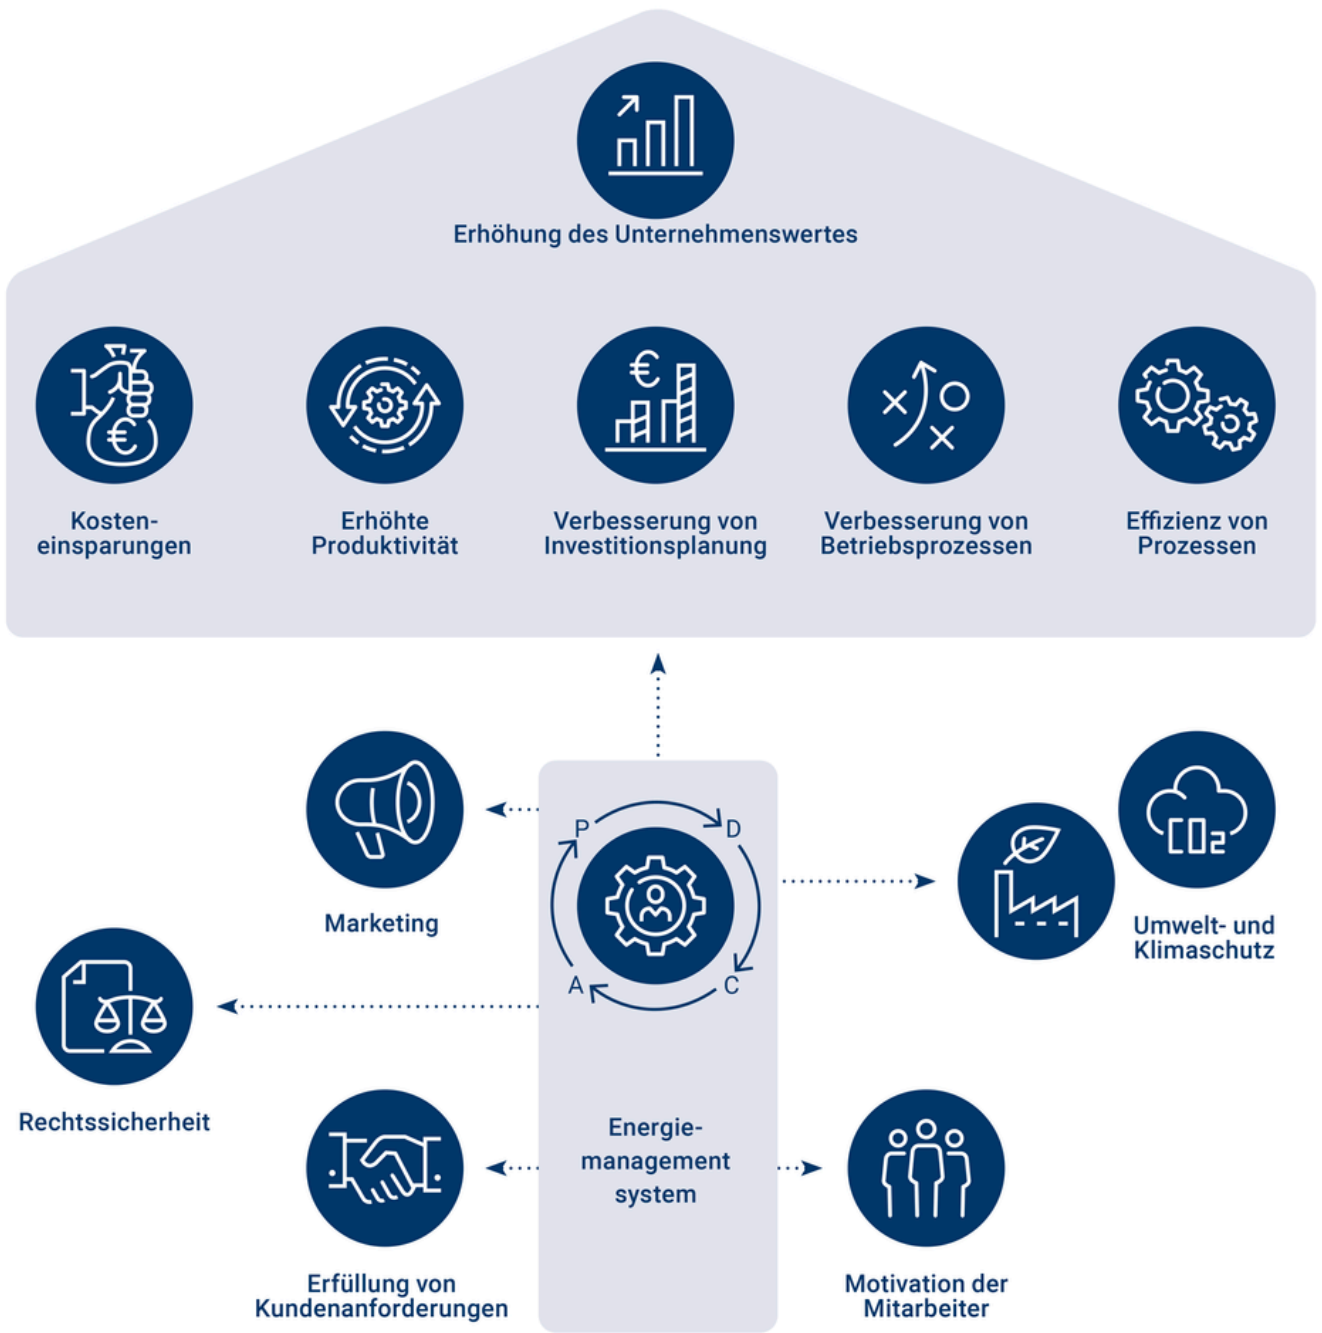 Erhöhung des Unternehmenswertes
€
€
Kosten-
einsparungen
Erhöhte
Produktivität
Verbesserung von
Investitionsplanung
Verbesserung von
Betriebsprozessen
Effizienz von
Prozessen
Marketing
P
D
C
A
CO2
Umwelt- und
Klimaschutz
Rechtssicherheit
Energie-
management
system
Erfüllung von
Kundenanforderungen
Motivation der
Mitarbeiter